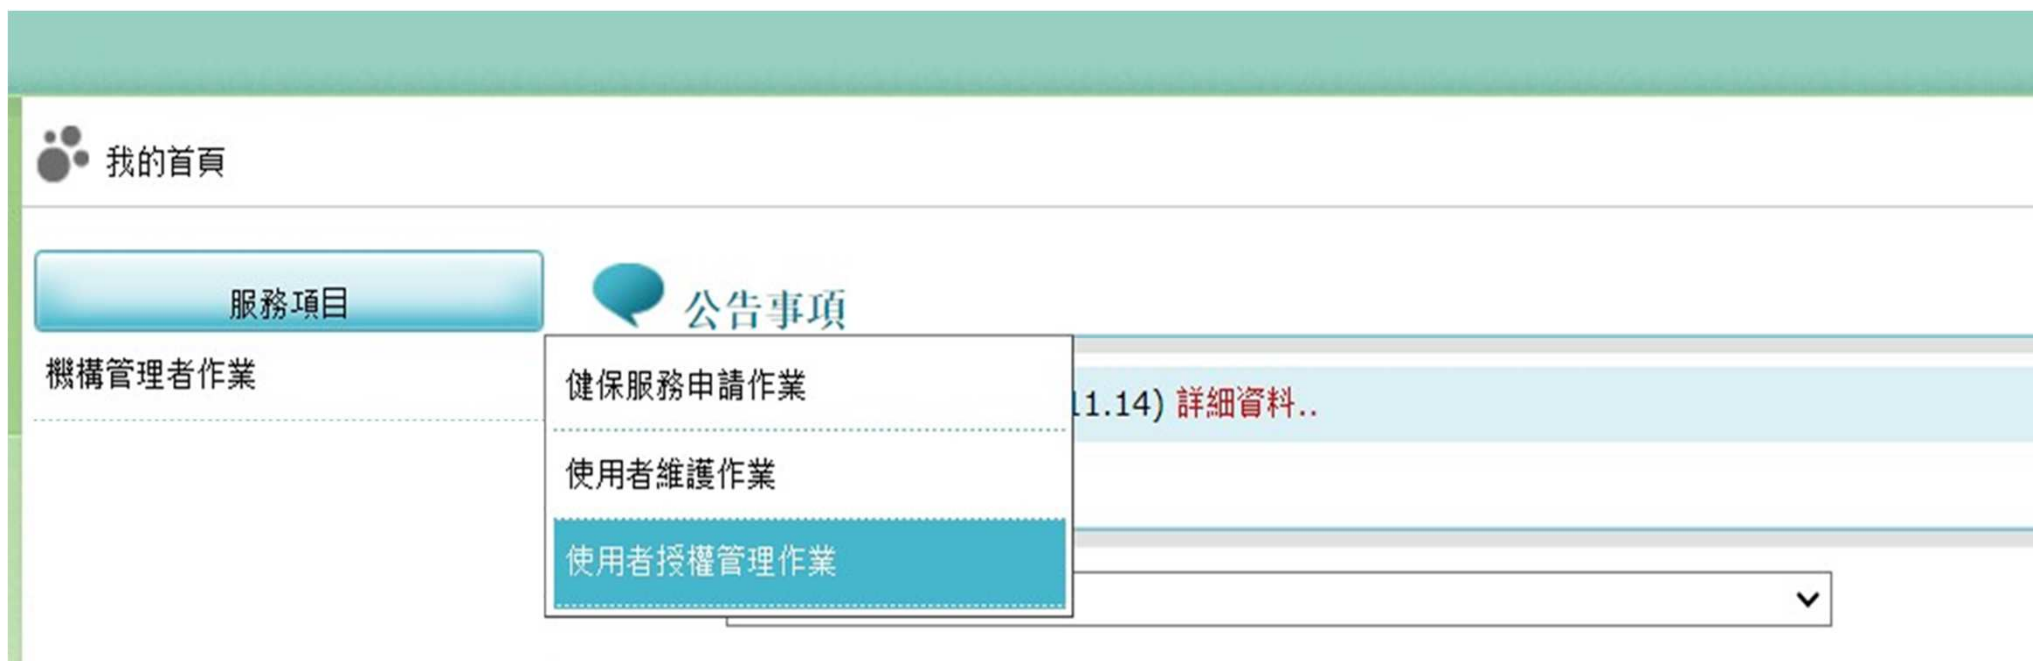 我的首頁
服務項目
公告事項
機構管理者作業
健保服務申請作業
11.14) 詳細資料..
使用者維護作業
使用者授權管理作業